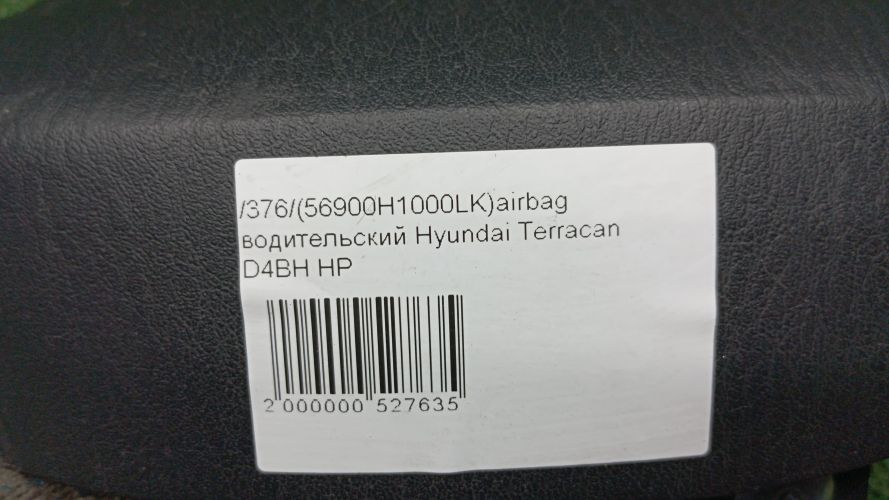 /376/(56900H1000LK)airbag
водительский Hyundai Terracan
D4BH HP
2 000000 527635